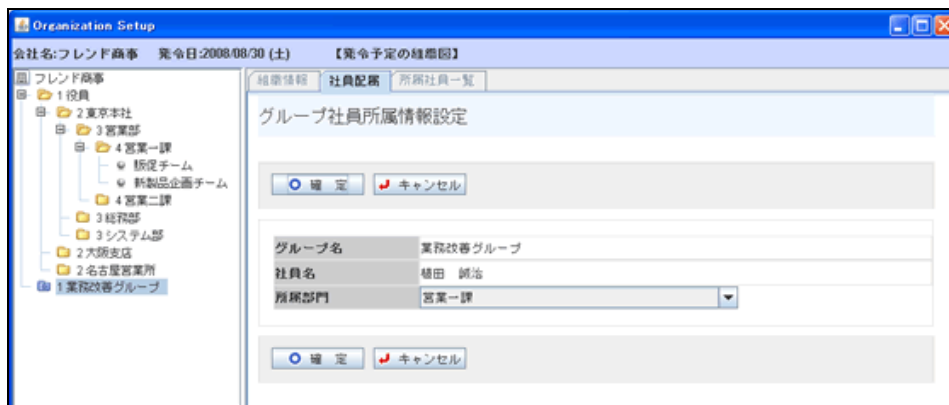 Organization Setup
会社名:フレンド商事 発令日:2008/08/30 (土) 【発令予定の組織図】
フレンド商事
1 役員
2 東京本社
3 営業部
4 営業一課
販促チーム
新製品企画チーム
4 営業二課
3 総務部
3 システム部
2 大阪支店
2 名古屋営業所
1 業務改善グループ
組織情報 社員配属 所属社員一覧
グループ社員所属情報設定
確 定 キャンセル
グループ名 業務改善グループ
社員名 植田 誠治
所属部門 営業一課
確 定 キャンセル